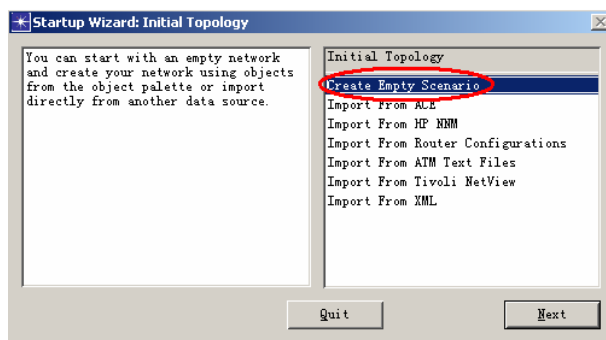 Startup Wizard: Initial Topology
You can start with an empty network
and create your network using objects
from the object palette or import
directly from another data source.
Initial Topology
Create Empty Scenario
Import From ACE
Import From HP NNM
Import From Router Configurations
Import From ATM Text Files
Import From Tivoli NetView
Import From XML
Quit
Next